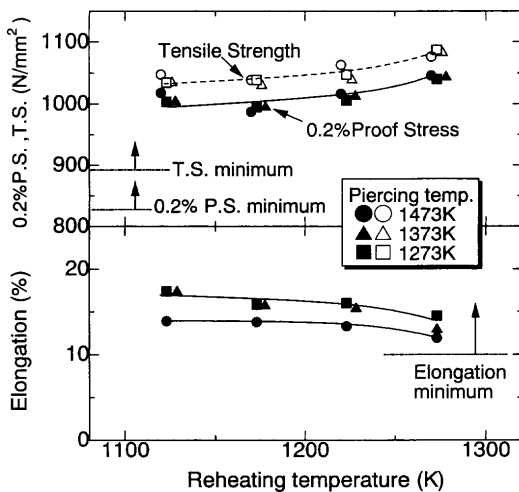 0.2%P.S. ,T.S. (N/mm²)
1100
1000
900
800
Tensile Strength
0.2%Proof Stress
T.S. minimum
0.2% P.S. minimum
Piercing temp.
1473K
1373K
1273K
Elongation (%)
20
10
0
Elongation
minimum
1100
1200
1300
Reheating temperature (K)